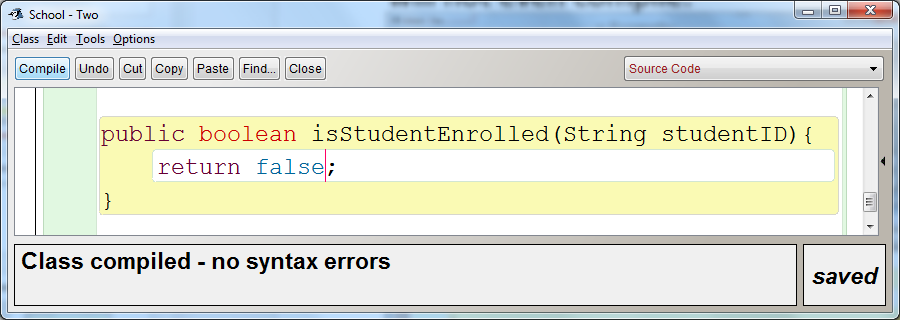 School - Two
Class Edit Tools Options
Compile Undo Cut Copy Paste Find... Close Source Code
public boolean isStudentEnrolled(String studentID){
return false;
}
Class compiled - no syntax errors
saved